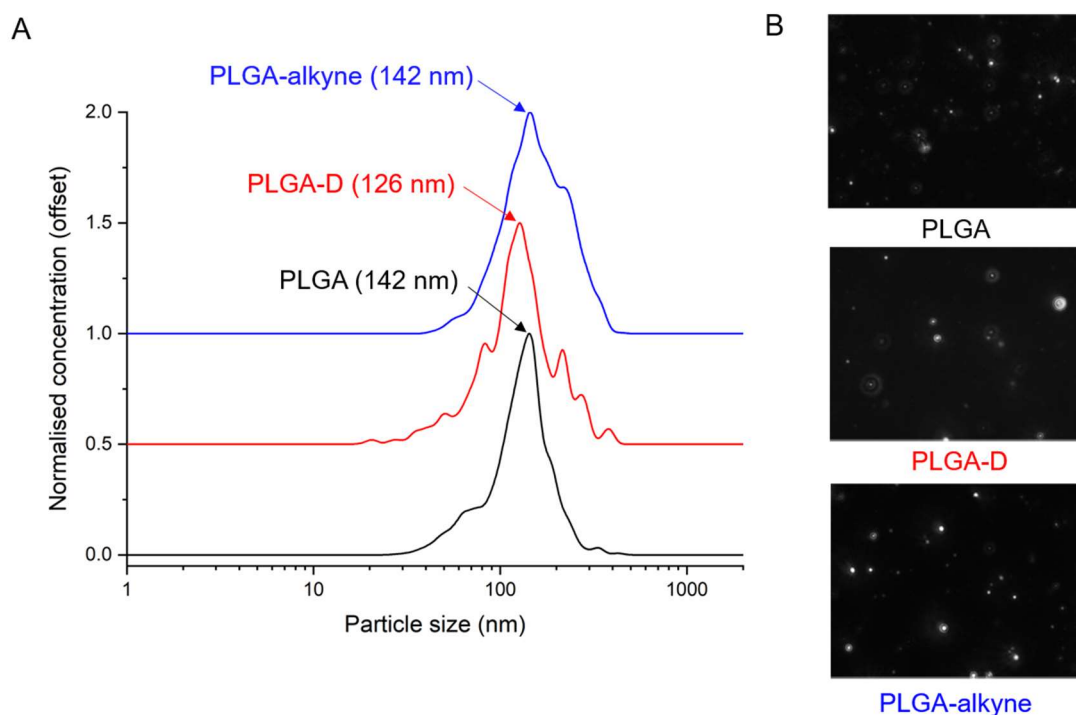 A
B
PLGA-alkyne (142 nm)
PLGA-D (126 nm)
PLGA (142 nm)
2.0
1.5
1.0
0.5
0.0
Normalised concentration (offset)
1
10
100
1000
Particle size (nm)
PLGA
PLGA-D
PLGA-alkyne